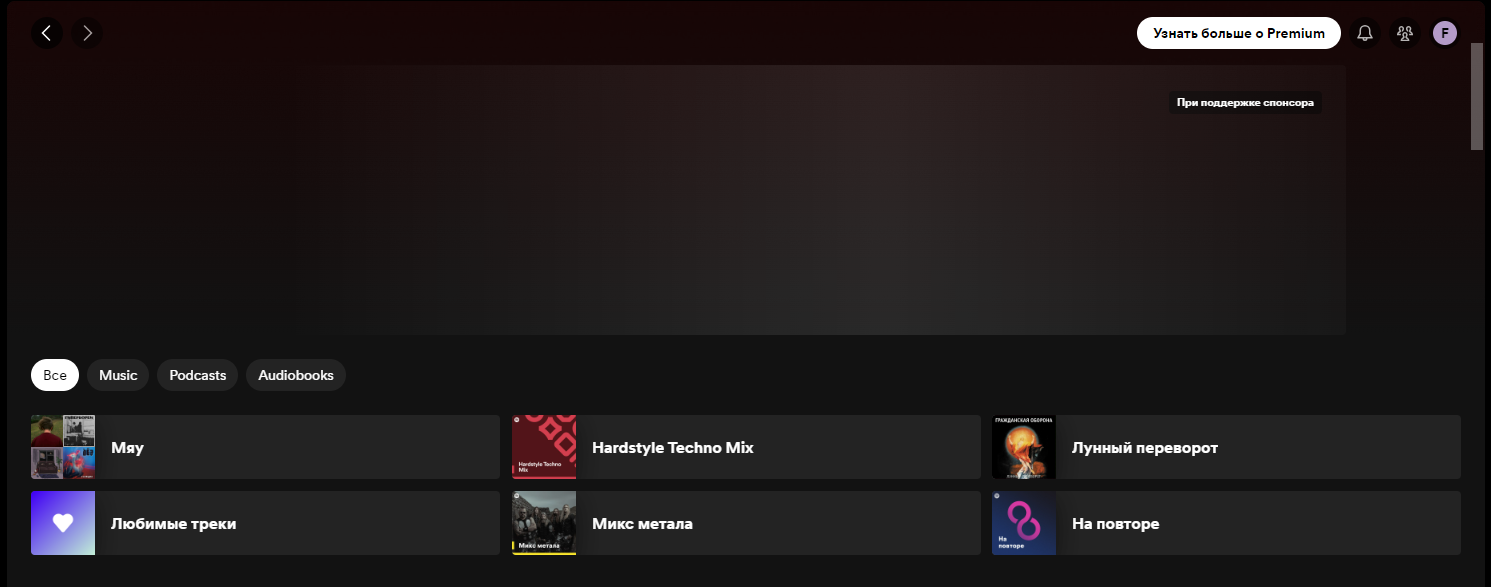 Узнать больше о Premium
F
При поддержке спонсора
Все
Music
Podcasts
Audiobooks
Мяу
Hardstyle Techno
Mix
Hardstyle Techno Mix
ГРАЖДАНСКАЯ ОБОРОНА
Лунный переворот
Любимые треки
Микс метала
Микс метала
На
повторе
На повторе